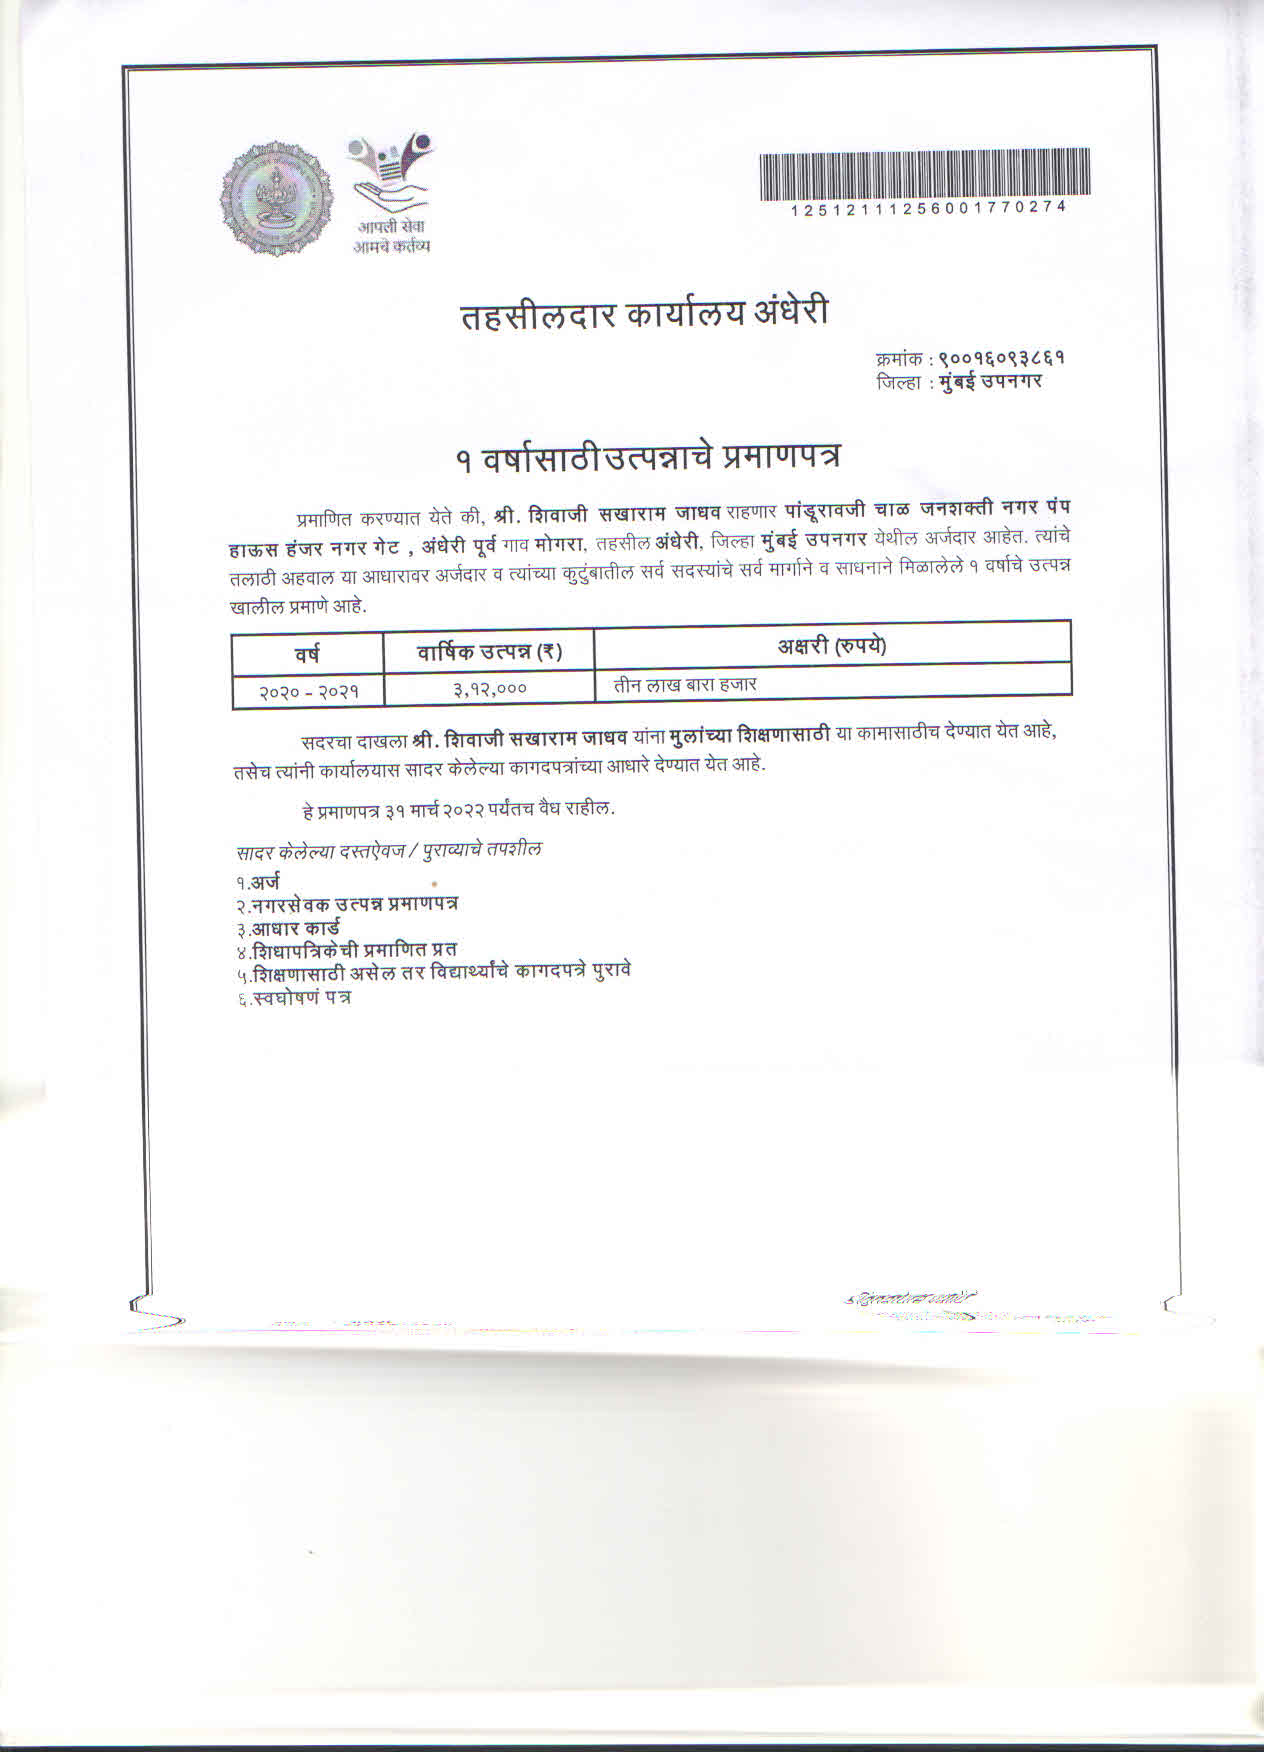 आपली सेवा
आमचे कर्तव्य
12512111256001770274
तहसीलदार कार्यालय अंधेरी
क्रमांक : ९००१६०९३८६१
जिल्हा : मुंबई उपनगर
१ वर्षासाठी उत्पन्नाचे प्रमाणपत्र
प्रमाणित करण्यात येते की, श्री. शिवाजी सखाराम जाधव राहणार पांडूरावजी चाळ जनशक्ती नगर पंप
हाऊस हंजर नगर गेट , अंधेरी पूर्व गाव मोगरा, तहसील अंधेरी, जिल्हा मुंबई उपनगर येथील अर्जदार आहेत. त्यांचे
तलाठी अहवाल या आधारावर अर्जदार व त्यांच्या कुटुंबातील सर्व सदस्यांचे सर्व मार्गाने व साधनाने मिळालेले १ वर्षाचे उत्पन्न
खालील प्रमाणे आहे.
वर्ष वार्षिक उत्पन्न (₹) अक्षरी (रुपये)
२०२० - २०२१ ३,१२,००० तीन लाख बारा हजार
सदरचा दाखला श्री. शिवाजी सखाराम जाधव यांना मुलांच्या शिक्षणासाठी या कामासाठीच देण्यात येत आहे,
तसेच त्यांनी कार्यालयास सादर केलेल्या कागदपत्रांच्या आधारे देण्यात येत आहे.
हे प्रमाणपत्र ३१ मार्च २०२२ पर्यंतच वैध राहील.
सादर केलेल्या दस्तऐवज / पुराव्याचे तपशील
१.अर्ज
२.नगरसेवक उत्पन्न प्रमाणपत्र
३.आधार कार्ड
४.शिधापत्रिकेची प्रमाणित प्रत
५.शिक्षणासाठी असेल तर विद्यार्थ्यांचे कागदपत्रे पुरावे
६.स्वघोषणं पत्र